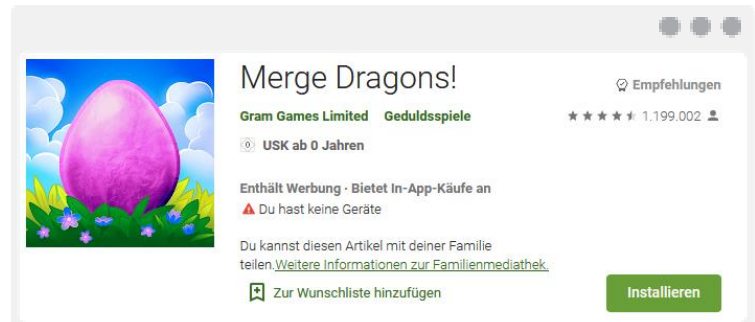 Merge Dragons!
Empfehlungen
Gram Games Limited Geduldsspiele
1.199.002
0 USK ab 0 Jahren
Enthält Werbung · Bietet In-App-Käufe an
Du hast keine Geräte
Du kannst diesen Artikel mit deiner Familie
teilen.Weitere Informationen zur Familienmediathek.
Zur Wunschliste hinzufügen
Installieren